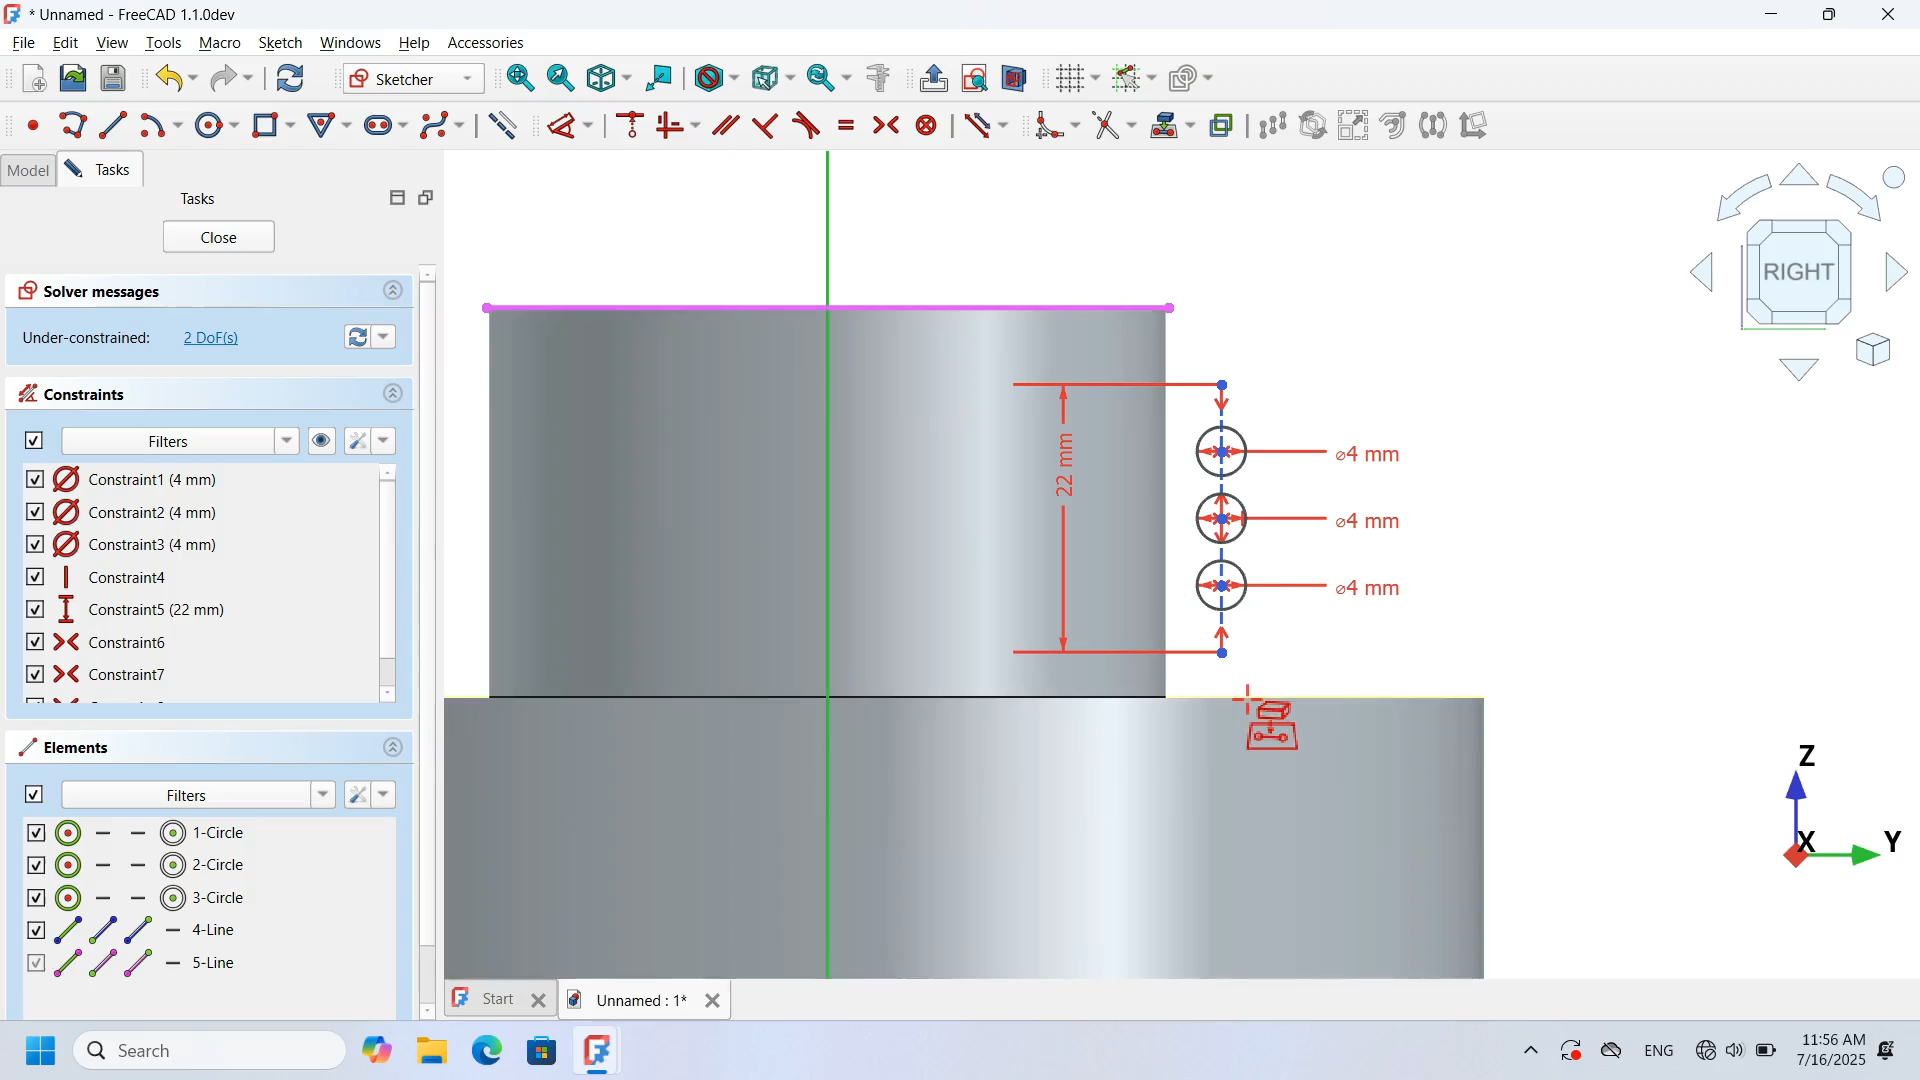 * Unnamed - FreeCAD 1.1.0dev
File Edit View Tools Macro Sketch Windows Help Accessories
Sketcher
Model Tasks
Tasks
Close
Solver messages
Under-constrained: 2 DoF(s)
Constraints
Filters
Constraint1 (4 mm)
Constraint2 (4 mm)
Constraint3 (4 mm)
Constraint4
Constraint5 (22 mm)
Constraint6
Constraint7
Elements
Filters
1-Circle
2-Circle
3-Circle
4-Line
5-Line
22 mm
⌀4 mm
⌀4 mm
⌀4 mm
RIGHT
Z
X
Y
Start
Unnamed : 1*
Search
ENG
11:56 AM
7/16/2025